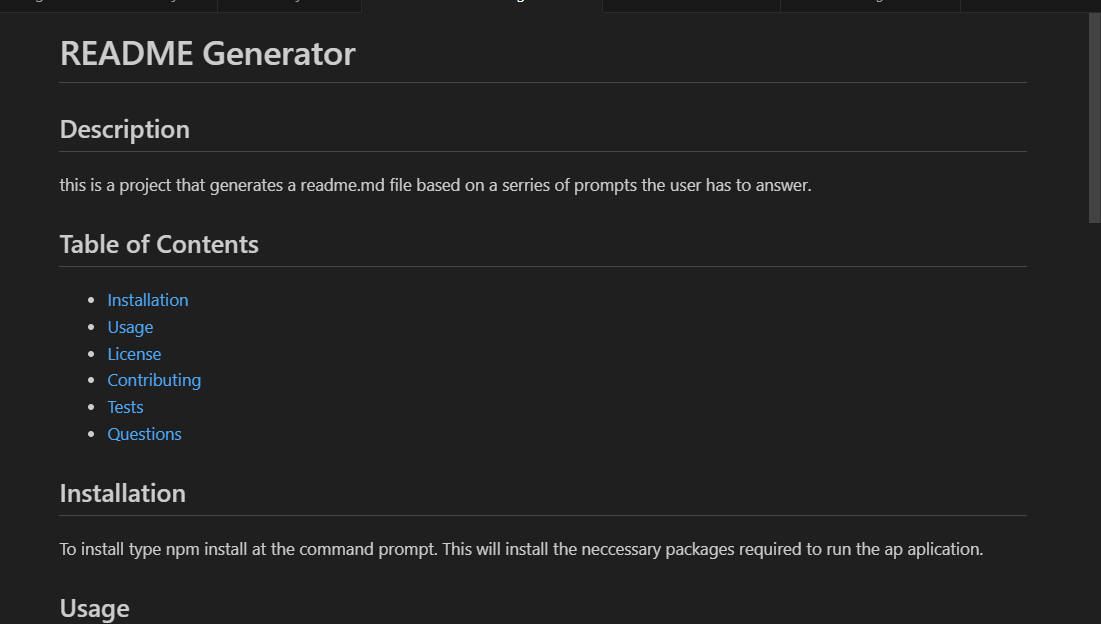 README Generator
Description
this is a project that generates a readme.md file based on a serries of prompts the user has to answer.
Table of Contents
Installation
Usage
License
Contributing
Tests
Questions
Installation
To install type npm install at the command prompt. This will install the neccessary packages required to run the ap aplication.
Usage